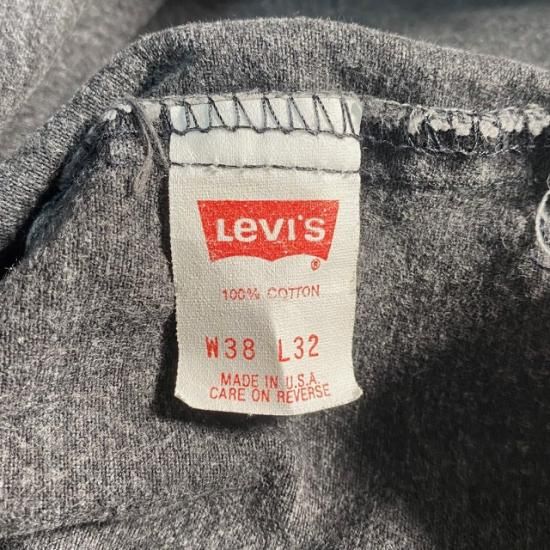 Levi's ®
100% COTTON
W38 L32
MADE IN U.S.A.
CARE ON REVERSE